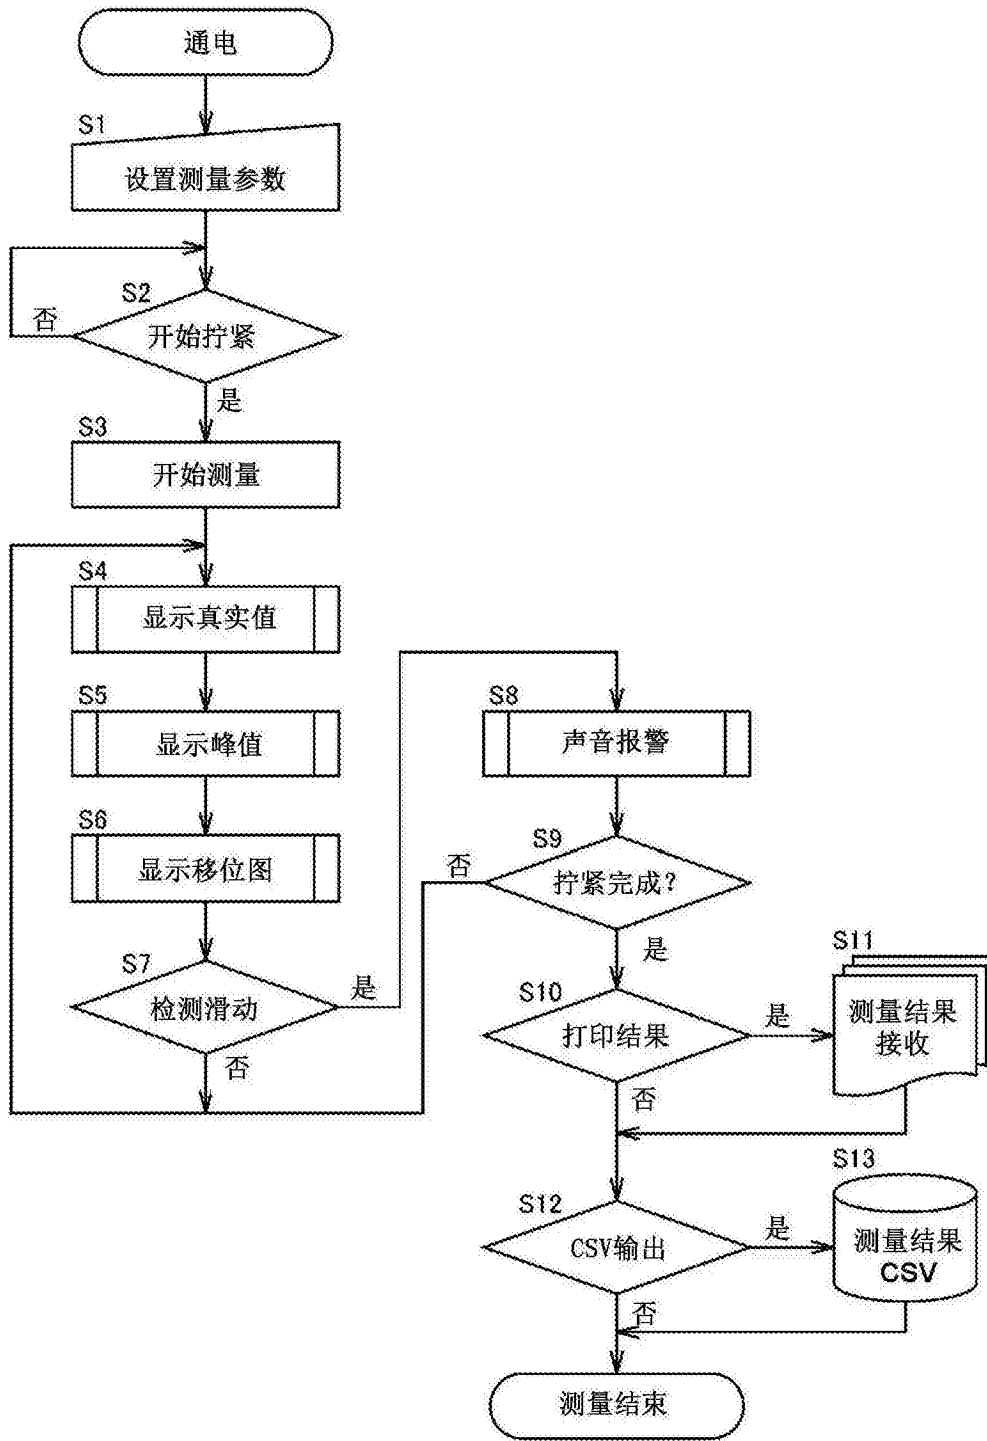 通电
S1
设置测量参数
S2
否
开始拧紧
是
S3
开始测量
S4
显示真实值
S5
显示峰值
S6
显示移位图
S7
检测滑动
是
否
S8
声音报警
S9
否
拧紧完成?
是
S10
打印结果
是
否
S11
测量结果
接收
S12
CSV输出
是
否
S13
测量结果
CSV
测量结束